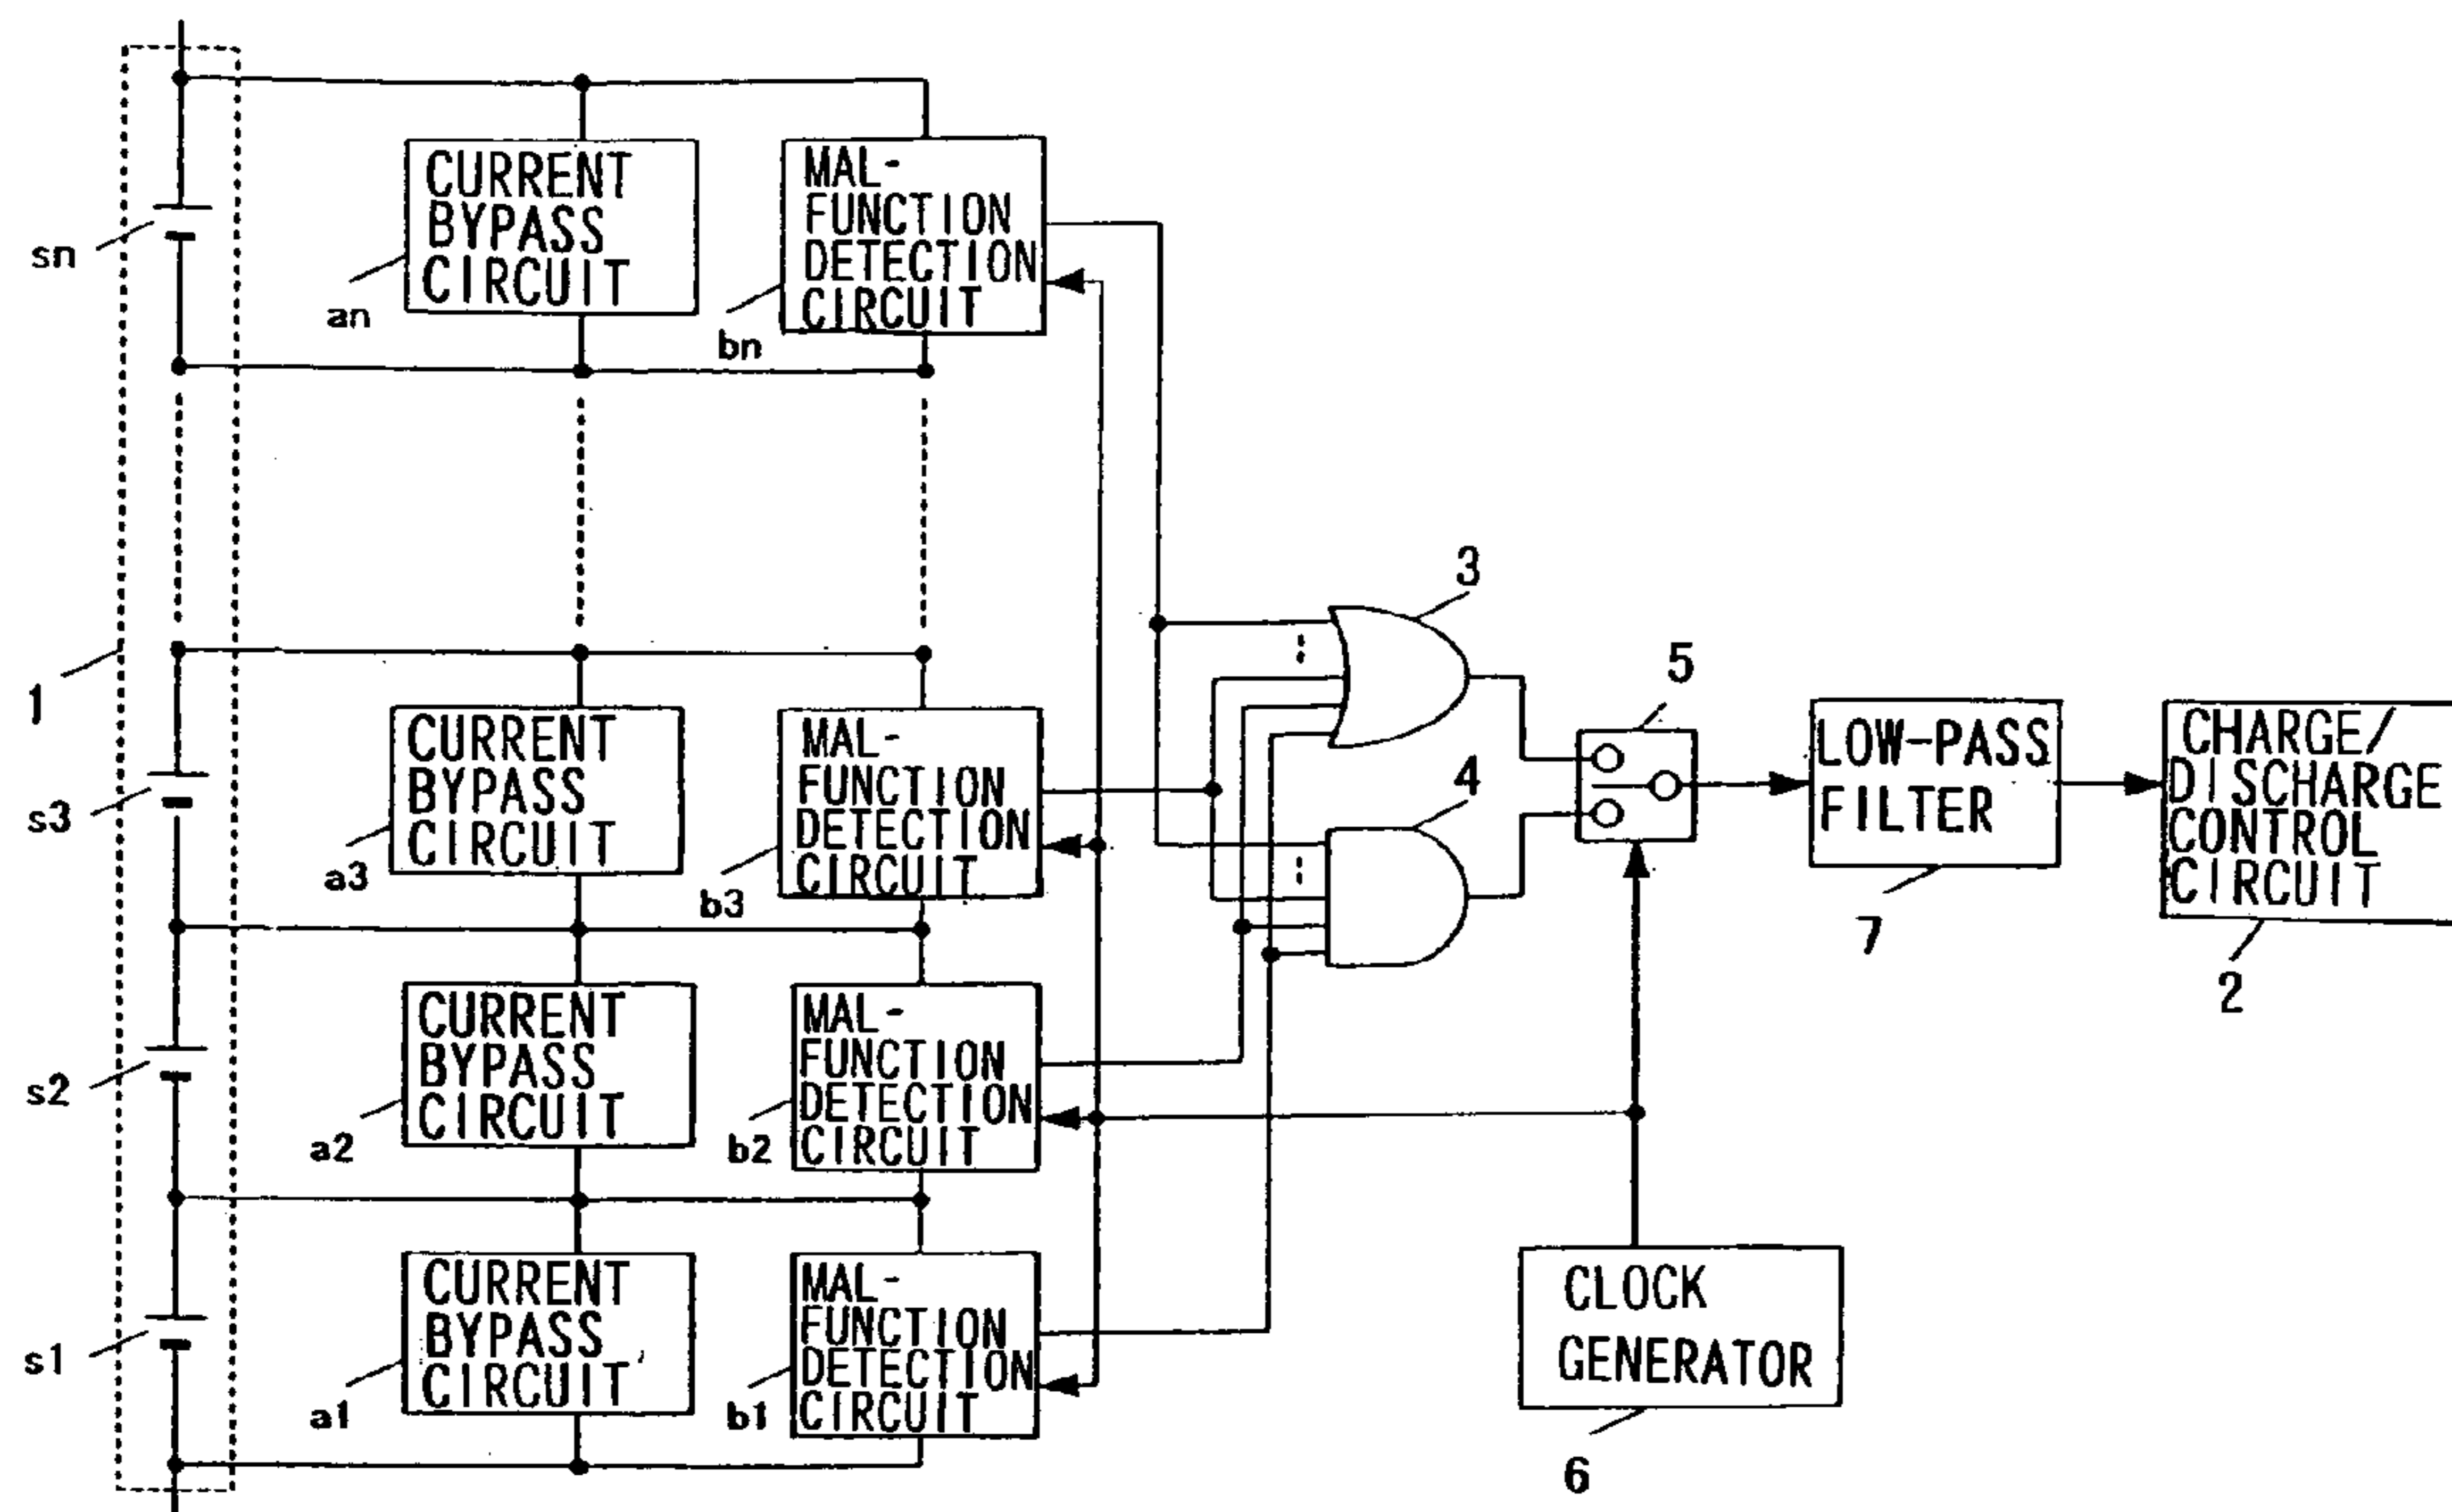 CURRENT
BYPASS
CIRCUIT
MAL-
FUNCTION
DETECTION
CIRCUIT
sn
an
bn
1
CURRENT
BYPASS
CIRCUIT
MAL-
FUNCTION
DETECTION
CIRCUIT
s3
a3
b3
3
4
5
LOW-PASS
FILTER
7
CHARGE/
DISCHARGE
CONTROL
CIRCUIT
2
CURRENT
BYPASS
CIRCUIT
MAL-
FUNCTION
DETECTION
CIRCUIT
s2
a2
b2
CURRENT
BYPASS
CIRCUIT
MAL-
FUNCTION
DETECTION
CIRCUIT
s1
a1
b1
CLOCK
GENERATOR
6